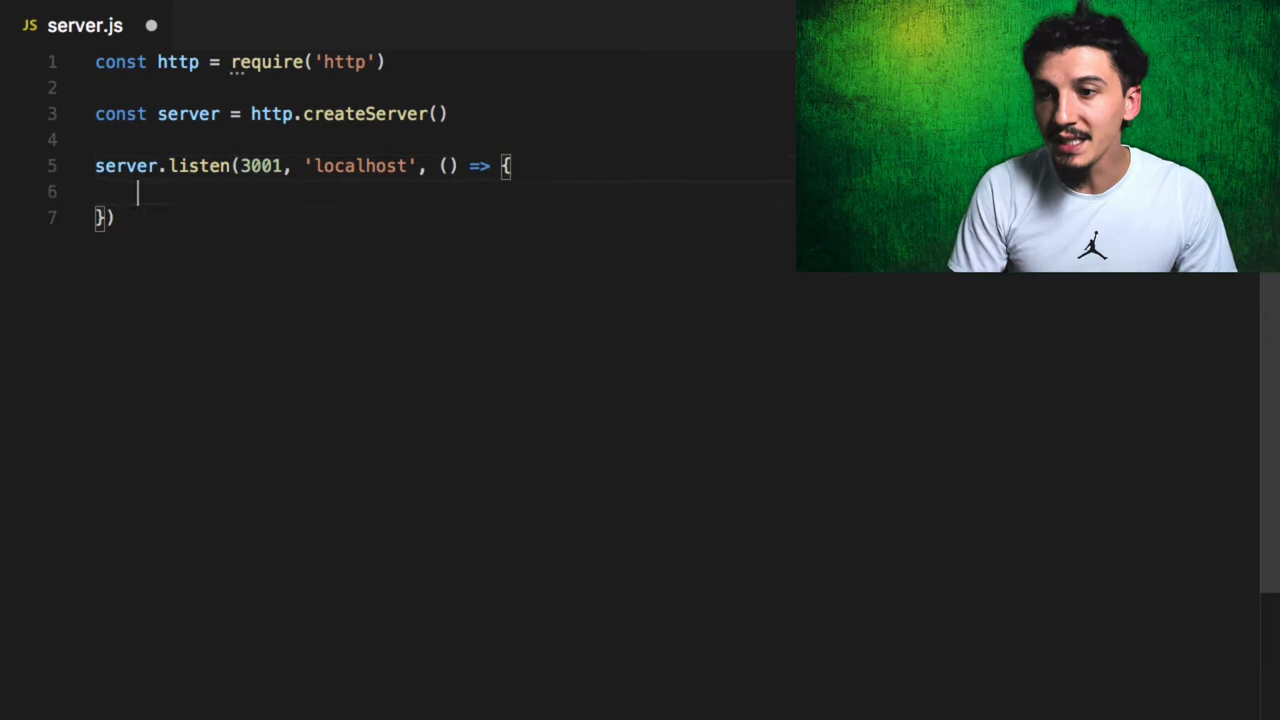 JS server.js
1 const http = require('http')
2
3 const server = http.createServer()
4
5 server.listen(3001, 'localhost', () => {
6
7 })